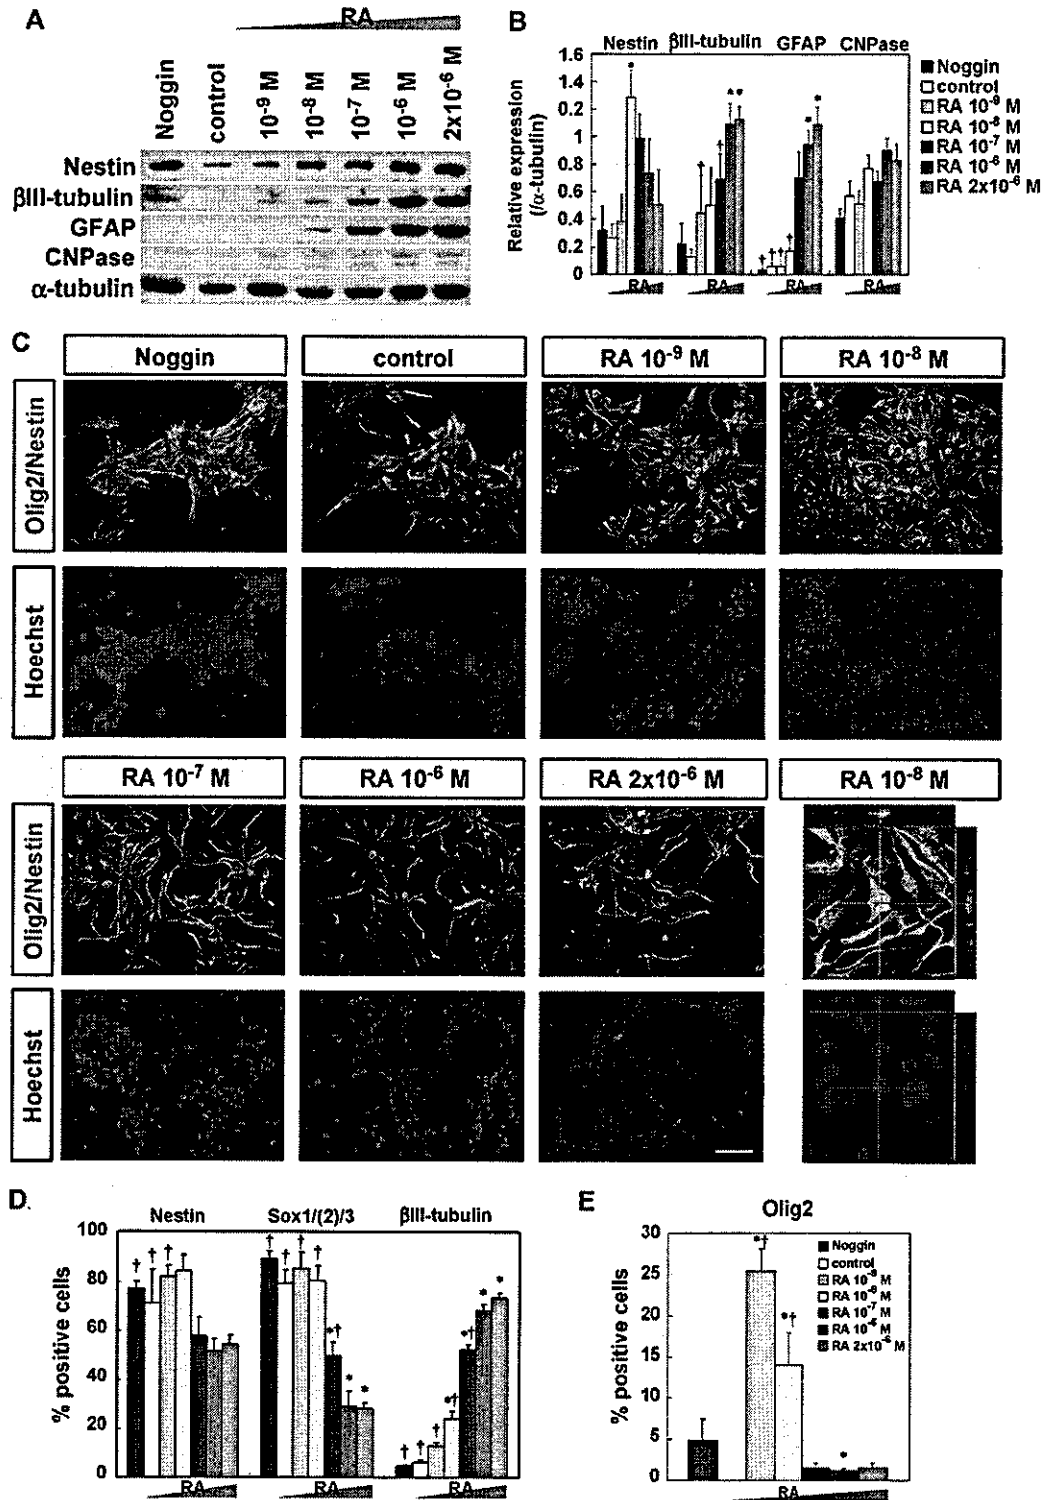 A
RA
Noggin
control
10⁻⁹ M
10⁻⁸ M
10⁻⁷ M
10⁻⁶ M
2x10⁻⁶ M
Nestin
βIII-tubulin
GFAP
CNPase
α-tubulin
B
Nestin βIII-tubulin GFAP CNPase
Relative expression
(/α-tubulin)
1.6
1.4
1.2
1
0.8
0.6
0.4
0.2
0
RA RA RA RA
Noggin
control
RA 10⁻⁹ M
RA 10⁻⁸ M
RA 10⁻⁷ M
RA 10⁻⁶ M
RA 2x10⁻⁶ M
C
Noggin control RA 10⁻⁹ M RA 10⁻⁸ M
Olig2/Nestin
Hoechst
RA 10⁻⁷ M RA 10⁻⁶ M RA 2x10⁻⁶ M RA 10⁻⁸ M
Olig2/Nestin
Hoechst
D.
Nestin Sox1/(2)/3 βIII-tubulin
% positive cells
100
80
60
40
20
0
RA RA RA
E
Olig2
% positive cells
30
25
20
15
10
5
0
Noggin
control
RA 10⁻⁹ M
RA 10⁻⁸ M
RA 10⁻⁷ M
RA 10⁻⁶ M
RA 2x10⁻⁶ M
RA